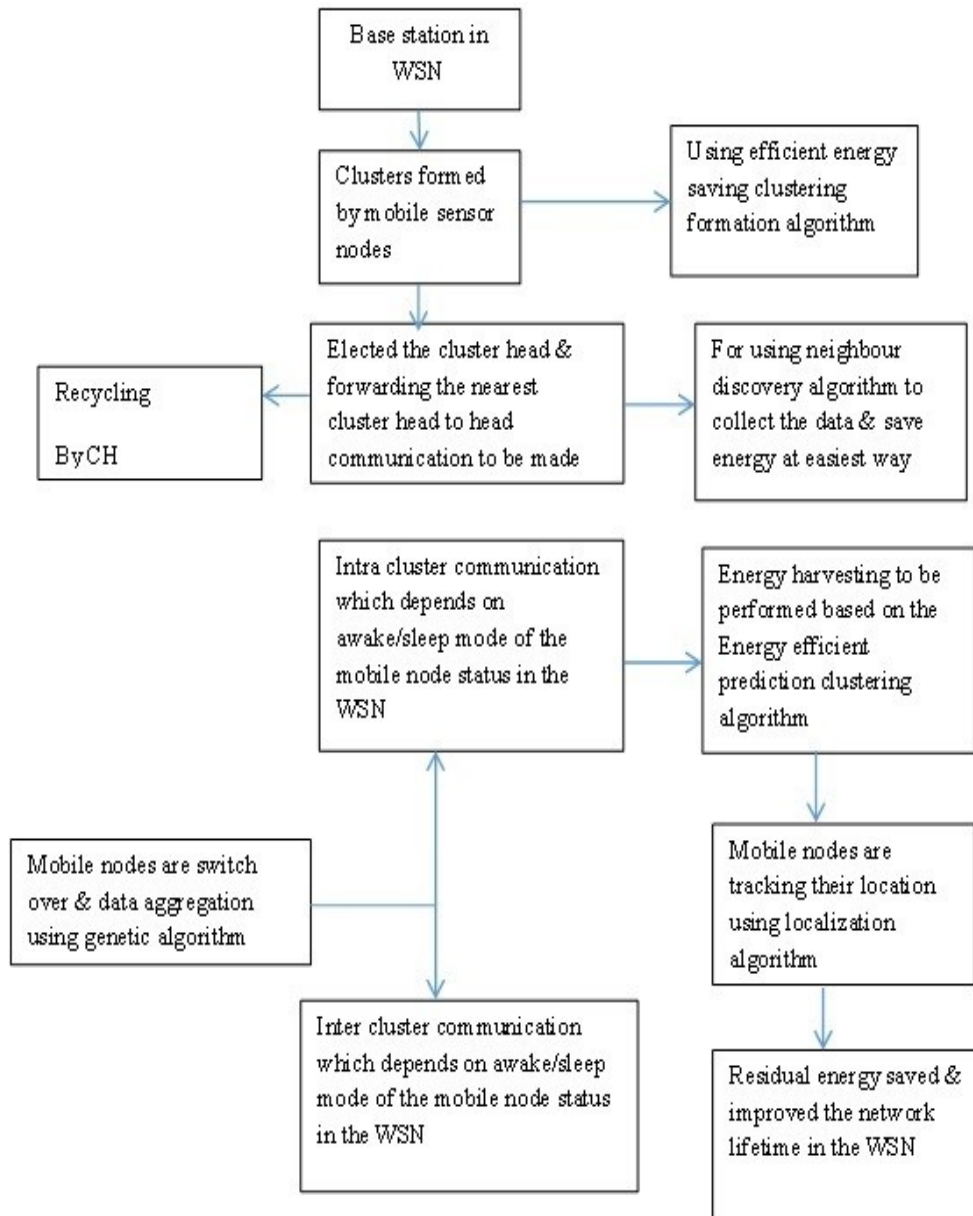 Base station in
WSN
Clusters formed
by mobile sensor
nodes
Using efficient energy
saving clustering
formation algorithm
Recycling
By CH
Elected the cluster head &
forwarding the nearest
cluster head to head
communication to be made
For using neighbour
discovery algorithm to
collect the data & save
energy at easiest way
Intra cluster communication
which depends on
awake/sleep mode of the
mobile node status in the
WSN
Energy harvesting to be
performed based on the
Energy efficient
prediction clustering
algorithm
Mobile nodes are switch
over & data aggregation
using genetic algorithm
Mobile nodes are
tracking their location
using localization
algorithm
Inter cluster communication
which depends on awake/sleep
mode of the mobile node status
in the WSN
Residual energy saved &
improved the network
lifetime in the WSN